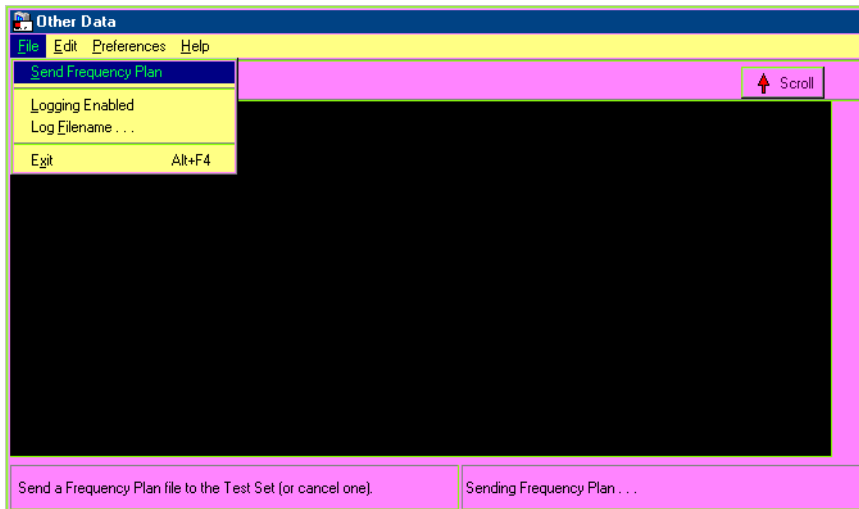 Other Data
File Edit Preferences Help
Send Frequency Plan
Scroll
Logging Enabled
Log Filename . . .
Exit Alt+F4
Send a Frequency Plan file to the Test Set (or cancel one).
Sending Frequency Plan . . .